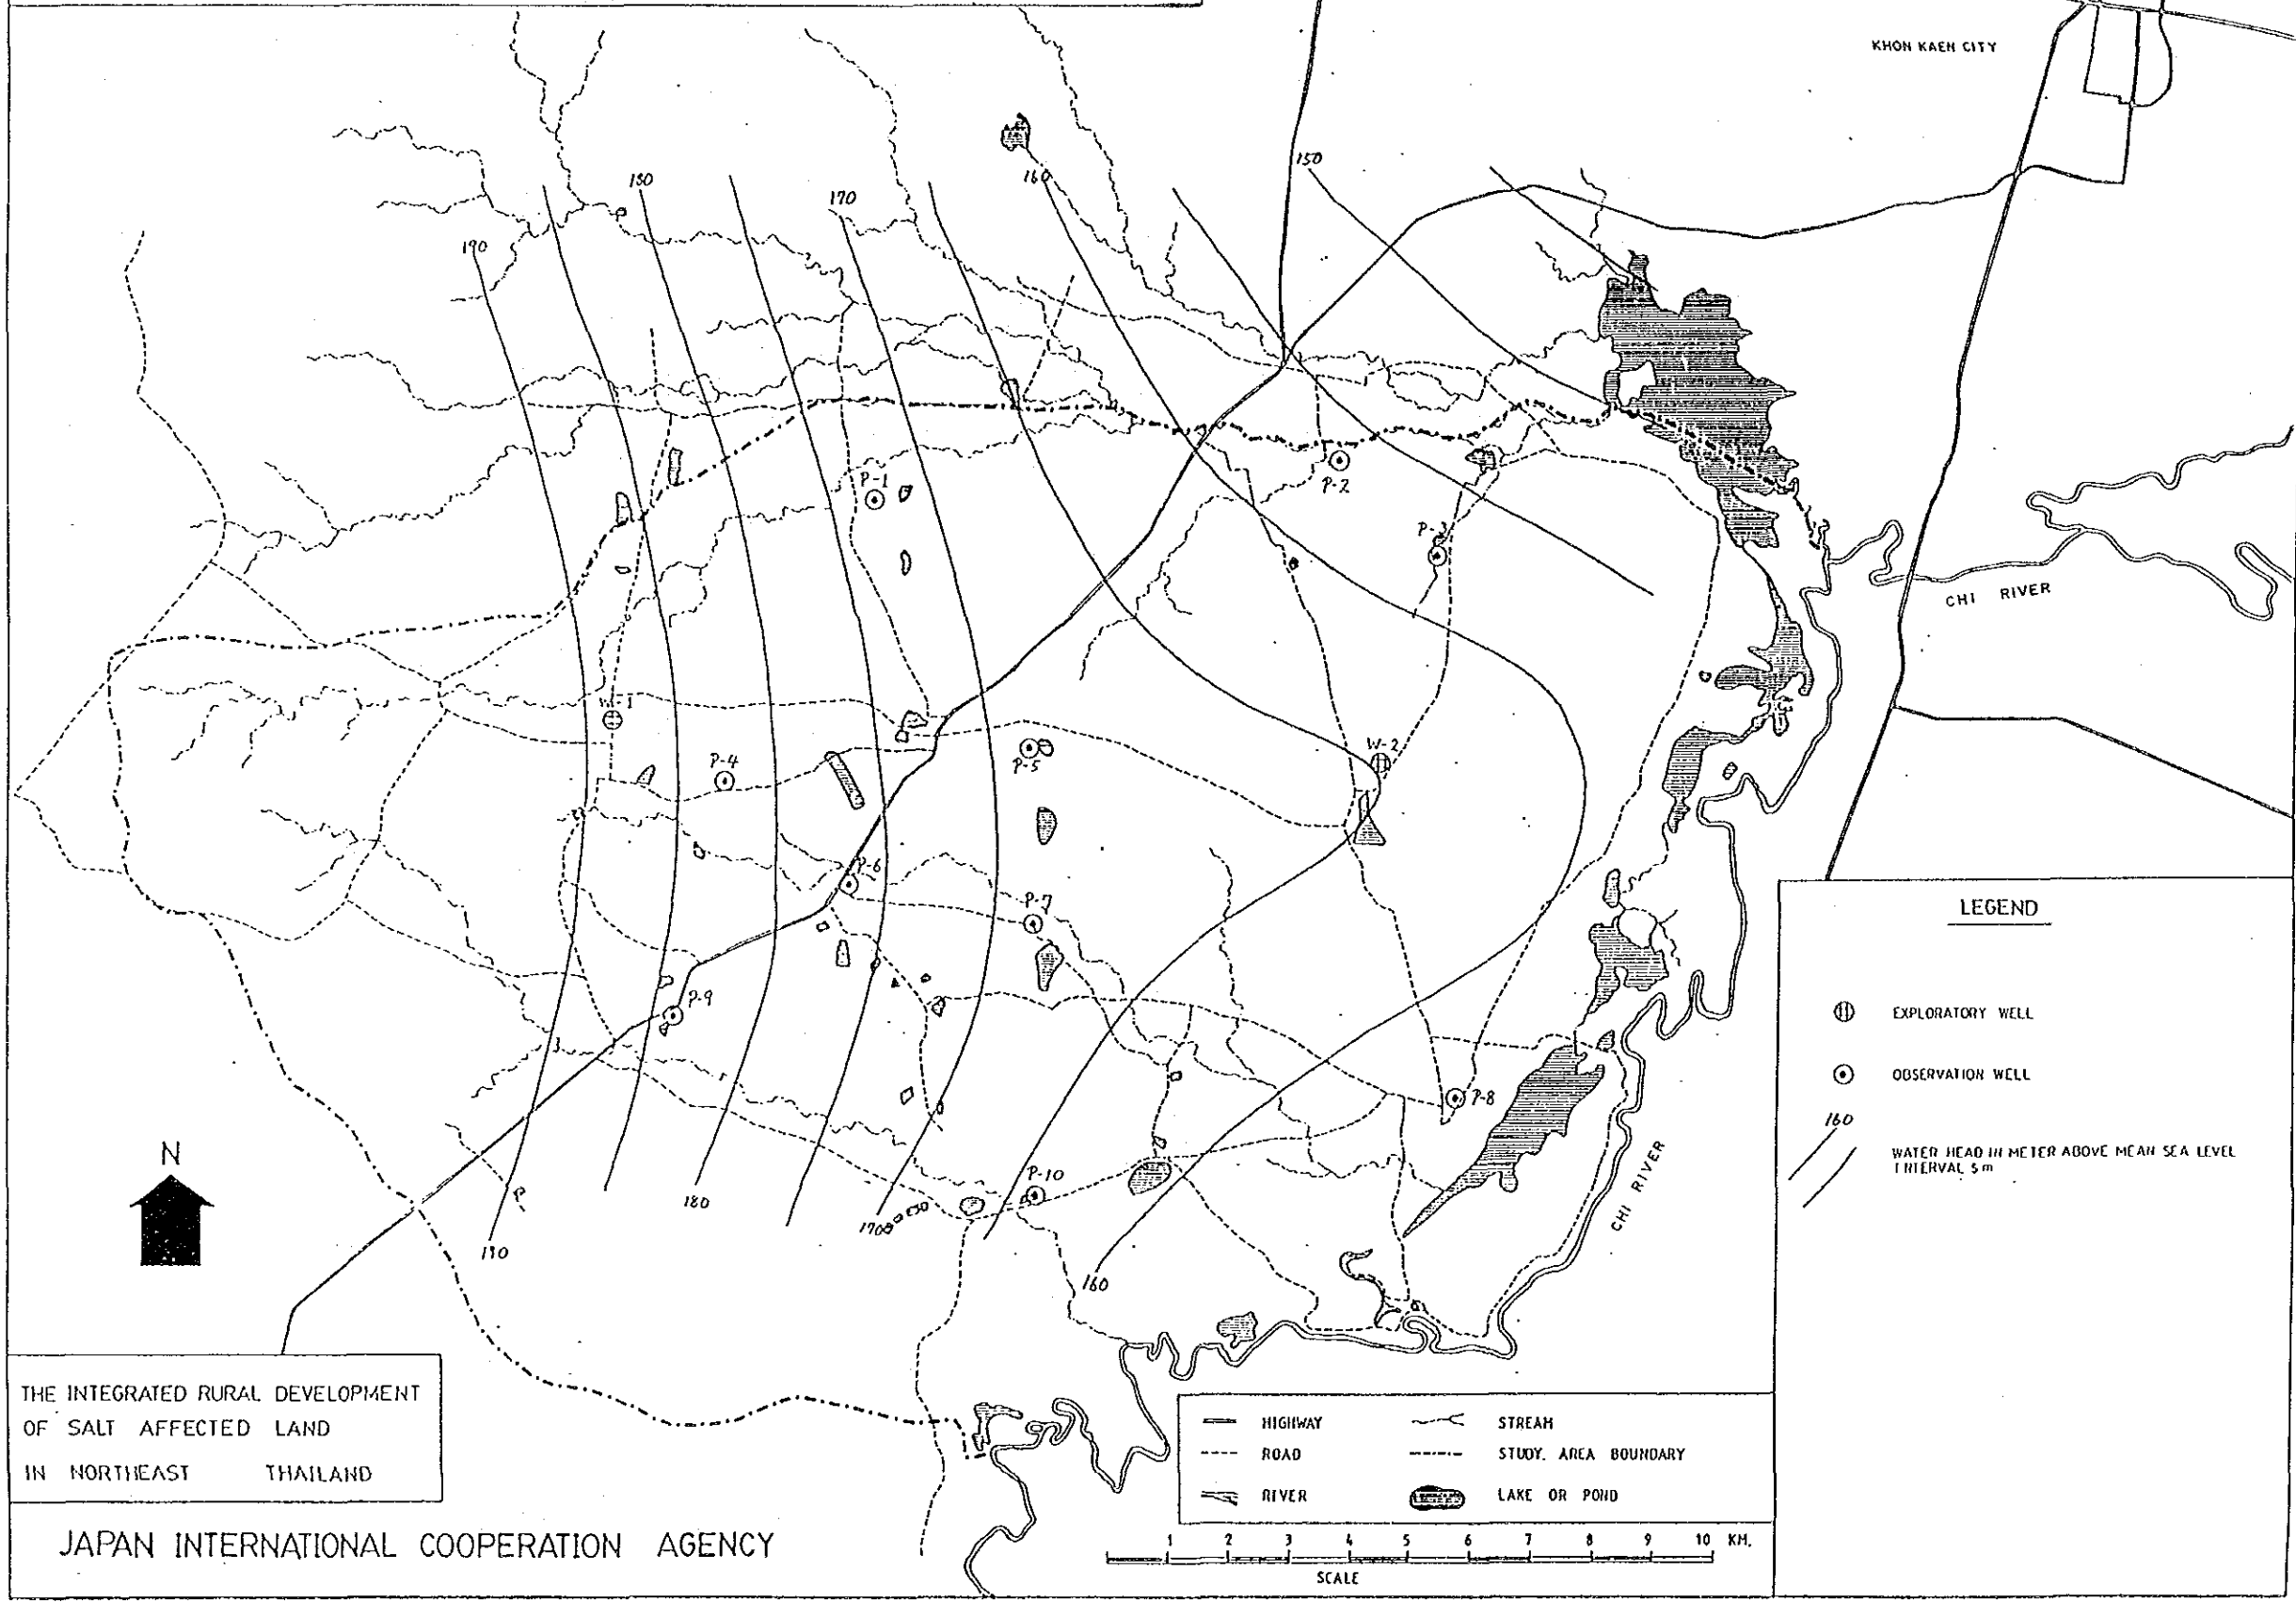 KHON KAEN CITY
150
160
180
170
190
P-1
P-2
P-3
CHI RIVER
W-2
P-4
P-5
P-6
P-7
P-9
P-8
P-10
N
180
170
190
160
CHI RIVER
LEGEND
EXPLORATORY WELL
OBSERVATION WELL
160
WATER HEAD IN METER ABOVE MEAN SEA LEVEL
INTERVAL 5 m
THE INTEGRATED RURAL DEVELOPMENT
OF SALT AFFECTED LAND
IN NORTHEAST THAILAND
JAPAN INTERNATIONAL COOPERATION AGENCY
HIGHWAY
STREAM
ROAD
STUDY. AREA BOUNDARY
RIVER
LAKE OR POND
1 2 3 4 5 6 7 8 9 10 KM.
SCALE